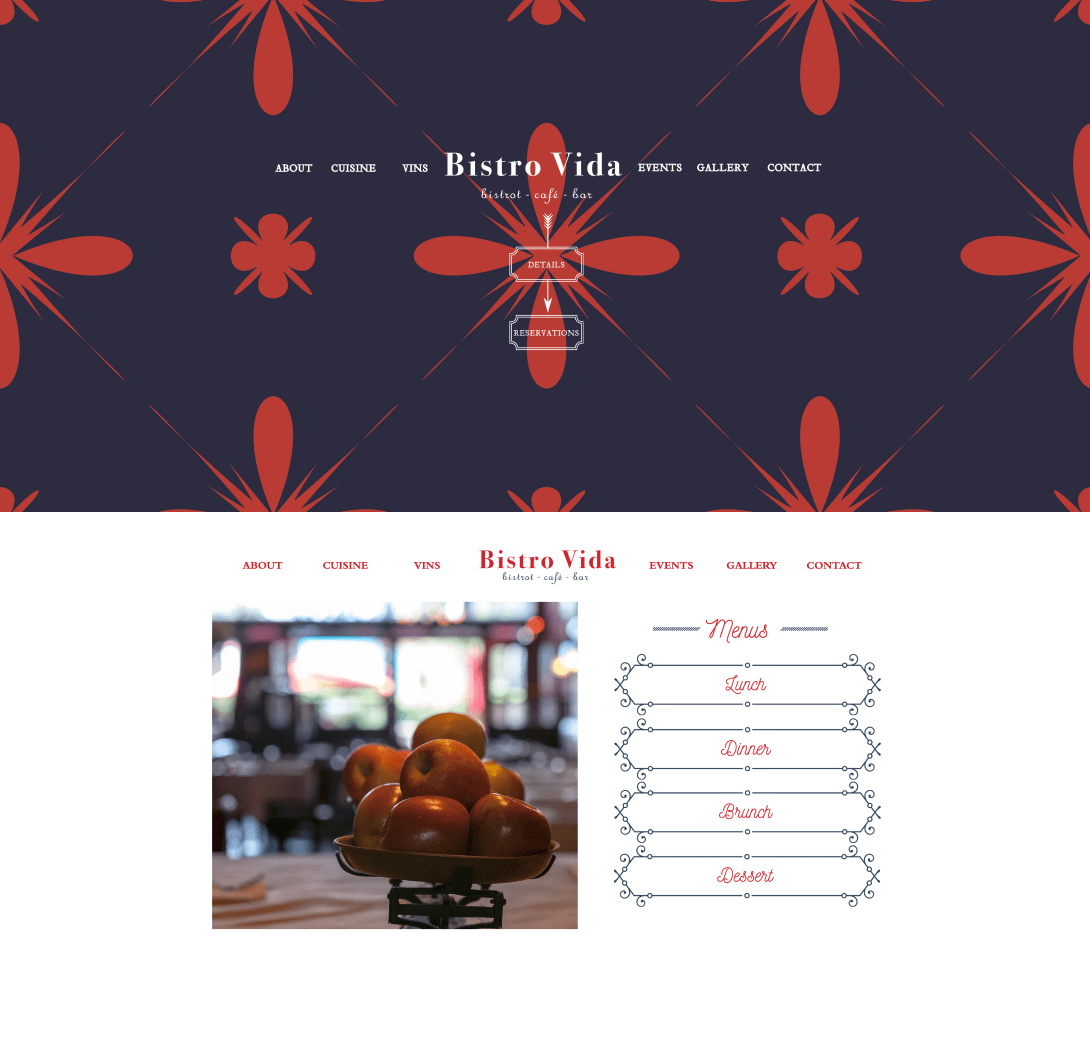 ABOUT CUISINE VINS Bistro Vida EVENTS GALLERY CONTACT
bistrot - café - bar
DETAILS
RESERVATIONS
ABOUT CUISINE VINS Bistro Vida EVENTS GALLERY CONTACT
bistrot - café - bar
Menus
Lunch
Dinner
Brunch
Dessert